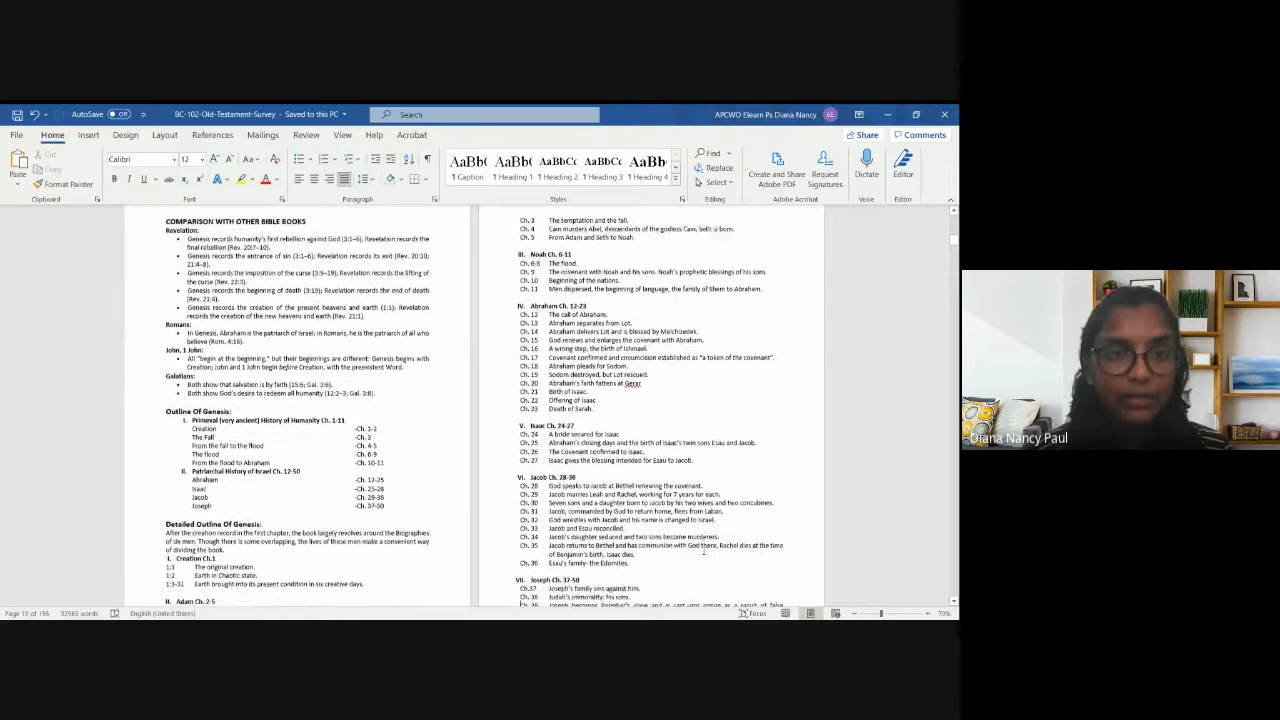 AutoSave Off
BC-102-Old-Testament-Survey - Saved to this PC
Search
APCWO Elearn Ps Diana Nancy AE
File Home Insert Design Layout References Mailings Review View Help Acrobat
Share Comments
Paste
Cut
Copy
Format Painter
Clipboard
Calibri 12
Font
Paragraph
AaBb( AaBb( AaBbCc AaBbC AaBb
¶ Caption ¶ Heading 1 ¶ Heading 2 ¶ Heading 3 ¶ Heading 4
Styles
Find
Replace
Select
Editing
Create and Share Adobe PDF
Request Signatures
Adobe Acrobat
Dictate
Voice
Editor
Editor
COMPARISON WITH OTHER BIBLE BOOKS
Revelation:
• Genesis records humanity's first rebellion against God (3:1–6); Revelation records the
final rebellion (Rev. 20:7–10).
• Genesis records the entrance of sin (3:1–6); Revelation records its exit (Rev. 20:10;
21:4–8).
• Genesis records the imposition of the curse (3:9–19); Revelation records the lifting of
the curse (Rev. 22:3).
• Genesis records the beginning of death (3:19); Revelation records the end of death
(Rev. 21:4).
• Genesis records the creation of the present heavens and earth (1:1); Revelation
records the creation of the new heavens and earth (Rev. 21:1).
Romans:
• In Genesis, Abraham is the patriarch of Israel; in Romans, he is the patriarch of all who
believe (Rom. 4:16).
John, 1 John:
• All "begin at the beginning," but their beginnings are different: Genesis begins with
Creation; John and 1 John begin before Creation, with the preexistent Word.
Galatians:
• Both show that salvation is by faith (15:6; Gal. 3:6).
• Both show God's desire to redeem all humanity (12:2–3; Gal. 3:8).
Outline Of Genesis:
I. Primeval (very ancient) History of Humanity Ch. 1-11
Creation -Ch. 1-2
The Fall -Ch. 3
From the fall to the flood -Ch. 4-5
The flood -Ch. 6-9
From the flood to Abraham -Ch. 10-11
II. Patriarchal History of Israel Ch. 12-50
Abraham -Ch. 12-25
Isaac -Ch. 25-28
Jacob -Ch. 29-36
Joseph -Ch. 37-50
Detailed Outline of Genesis:
After the creation record in the first chapter, the book largely revolves around the Biographies
of six men. Though there is some overlapping, the lives of these men make a convenient way
of dividing the book.
I. Creation Ch.1
1:1 The original creation.
1:2 Earth in Chaotic state.
1:3-31 Earth brought into its present condition in six creative days.
II. Adam Ch. 2-5
Ch. 3 The temptation and the fall.
Ch. 4 Cain murders Abel, descendants of the godless Cam, Seth is born.
Ch. 5 From Adam and Seth to Noah.
III. Noah Ch. 6-11
Ch. 6-8 The flood.
Ch. 9 The covenant with Noah and his sons. Noah's prophetic blessings of his sons
Ch. 10 Beginning of the nations.
Ch. 11 Men dispersed, the beginning of language, the family of Shem to Abraham.
IV. Abraham Ch. 12-23
Ch. 12 The call of Abraham.
Ch. 13 Abraham separates from Lot.
Ch. 14 Abraham delivers Lot and is blessed by Melchizedek.
Ch. 15 God renews and enlarges the covenant with Abraham.
Ch. 16 A wrong step, the birth of Ishmael.
Ch. 17 Covenant confirmed and circumcision established as "a token of the covenant".
Ch. 18 Abraham pleads for Sodom.
Ch. 19 Sodom destroyed, but Lot rescued.
Ch. 20 Abraham's faith fattens at Gerar
Ch. 21 Birth of Isaac.
Ch. 22 Offering of Isaac
Ch. 23 Death of Sarah.
V. Isaac Ch. 24-27
Ch. 24 A bride secured for Isaac
Ch. 25 Abraham's closing days and the birth of Isaac's twin sons Esau and Jacob.
Ch. 26 The Covenant confirmed to Isaac.
Ch. 27 Isaac gives the blessing intended for Esau to Jacob.
VI. Jacob Ch. 28-36
Ch. 28 God speaks to Jacob at Bethel renewing the covenant.
Ch. 29 Jacob marries Leah and Rachel, working for 7 years for each.
Ch. 30 Seven sons and a daughter born to Jacob by his two wives and two concubines.
Ch. 31 Jacob, commanded by God to return home, flees from Laban.
Ch. 32 God wrestles with Jacob and his name is changed to Israel.
Ch. 33 Jacob and Esau reconciled.
Ch. 34 Jacob's daughter seduced and two sons become murderers.
Ch. 35 Jacob returns to Bethel and has communion with God there, Rachel dies at the time
of Benjamin's birth, Isaac dies.
Ch. 36 Esau's family- the Edomites.
VII. Joseph Ch. 37-50
Ch.37 Joseph's family sins against him.
Ch. 38 Judah's immorality; his sons.
Ch. 39 Joseph becomes Potiphar's slave and is cast into prison as a result of false
Page 10 of 156 52965 words English (United States) Focus 70%
Diana Nancy Paul